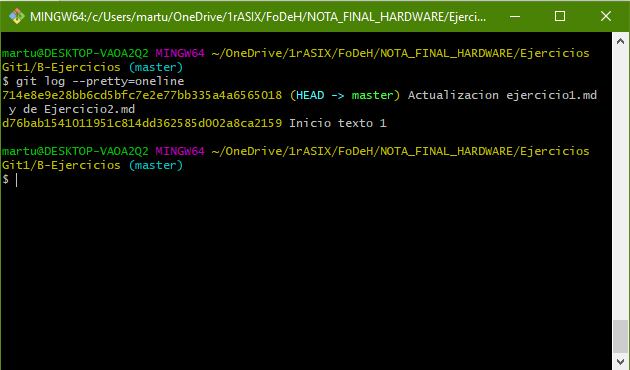 MINGW64:/c/Users/martu/OneDrive/1rASIX/FoDeH/NOTA_FINAL_HARDWARE/Ejerci...
martu@DESKTOP-VAOA2Q2 MINGW64 ~/OneDrive/1rASIX/FoDeH/NOTA_FINAL_HARDWARE/Ejercicios
Git1/B-Ejercicios (master)
$ git log --pretty=oneline
714e8e9e28bb6cd5bfc7e2e77bb335a4a6565018 (HEAD -> master) Actualizacion ejercicio1.md
y de Ejercicio2.md
d76bab1541011951c814dd362585d002a8ca2159 Inicio texto 1
martu@DESKTOP-VAOA2Q2 MINGW64 ~/OneDrive/1rASIX/FoDeH/NOTA_FINAL_HARDWARE/Ejercicios
Git1/B-Ejercicios (master)
$